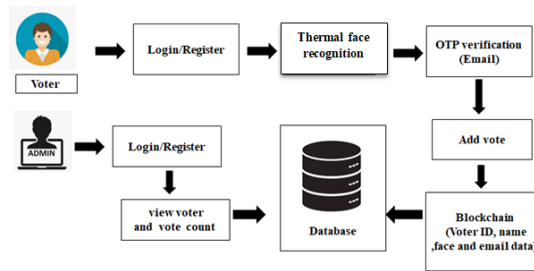 Voter
Login/Register
Thermal face
recognition
OTP verification
(Email)
ADMIN
Login/Register
Add vote
view voter
and vote count
Database
Blockchain
(Voter ID, name
,face and email data)